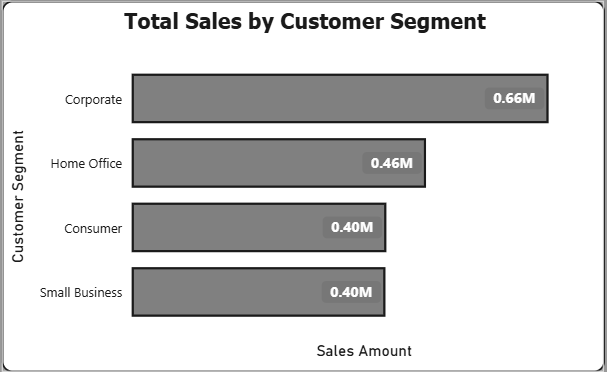 Total Sales by Customer Segment
Customer Segment
Corporate 0.66M
Home Office 0.46M
Consumer 0.40M
Small Business 0.40M
Sales Amount